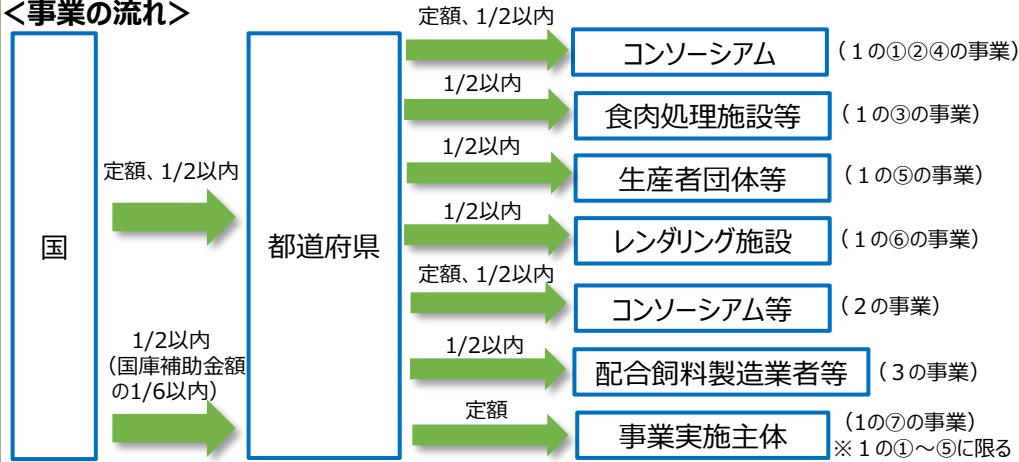 <事業の流れ>
国
定額、1/2以内
1/2以内
(国庫補助金額
の1/6以内)
都道府県
定額、1/2以内
コンソーシアム
(1の①②④の事業)
1/2以内
食肉処理施設等
(1の③の事業)
1/2以内
生産者団体等
(1の⑤の事業)
1/2以内
レンダリング施設
(1の⑥の事業)
定額、1/2以内
コンソーシアム等
(2の事業)
1/2以内
配合飼料製造業者等
(3の事業)
定額
事業実施主体
(1の⑦の事業)
※1の①~⑤に限る